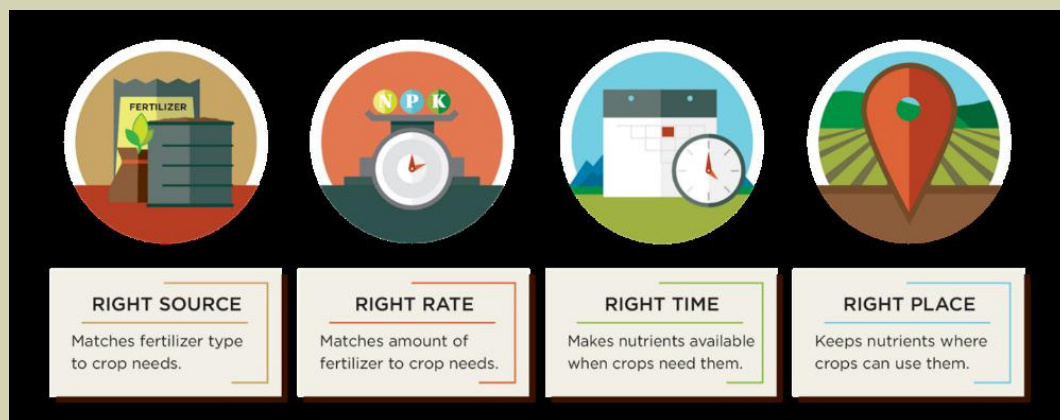 FERTILIZER
N P K
RIGHT SOURCE
Matches fertilizer type
to crop needs.
RIGHT RATE
Matches amount of
fertilizer to crop needs.
RIGHT TIME
Makes nutrients available
when crops need them.
RIGHT PLACE
Keeps nutrients where
crops can use them.